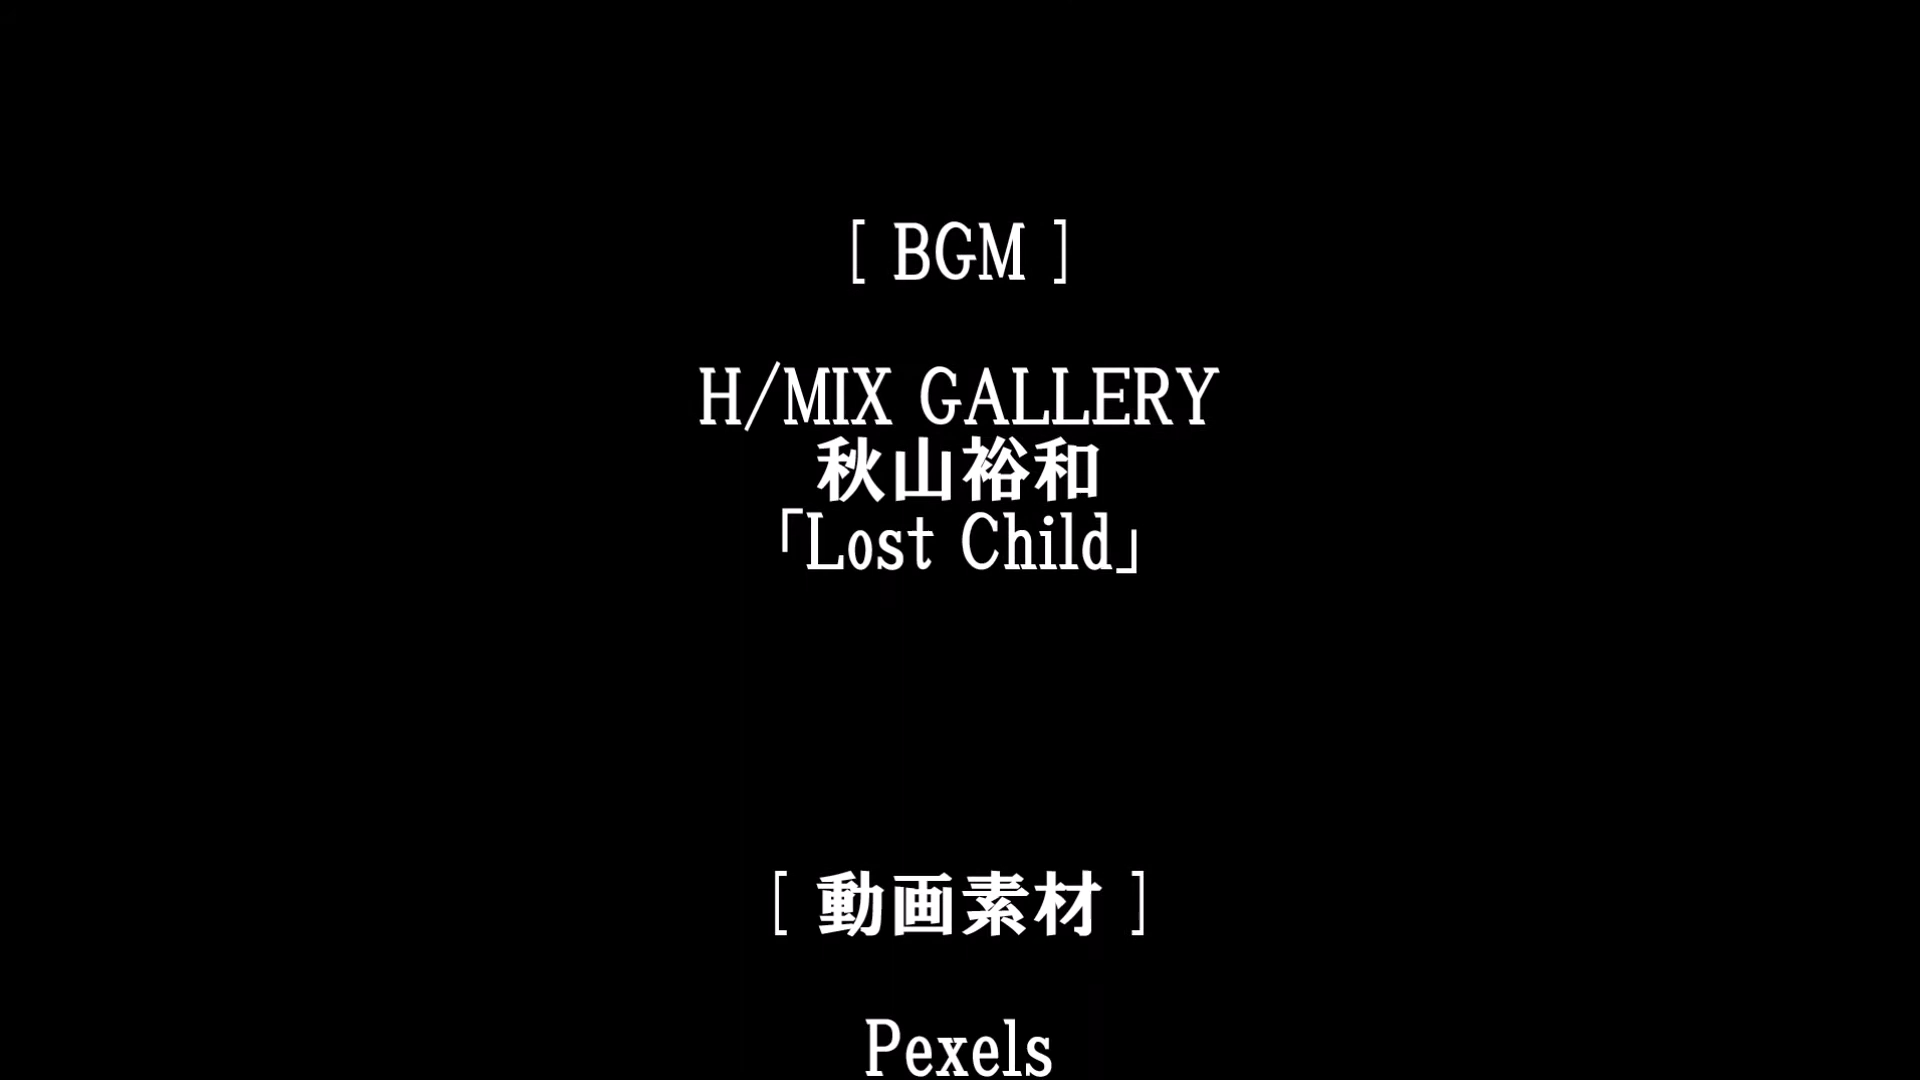 [ BGM ]
H/MIX GALLERY
秋山裕和
「Lost Child」
[ 動画素材 ]
Pexels